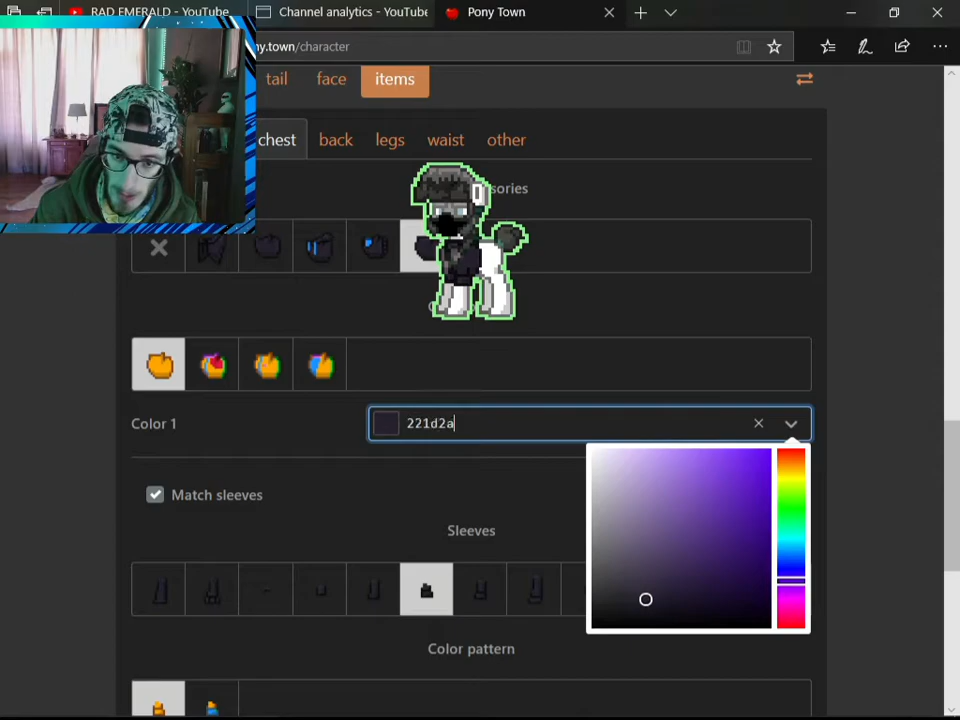 RAD EMERALD - YouTube
Channel analytics - YouTube
Pony Town
ny.town/character
tail
face
items
chest
back
legs
waist
other
sories
Color 1
221d2a
Match sleeves
Sleeves
Color pattern